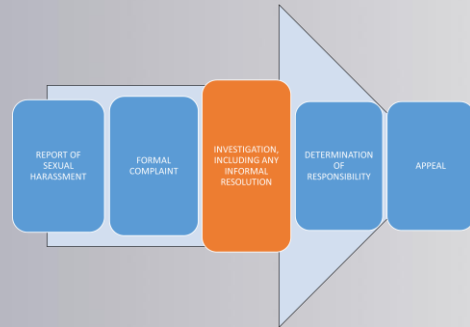 REPORT OF
SEXUAL
HARASSMENT
FORMAL
COMPLAINT
INVESTIGATION,
INCLUDING ANY
INFORMAL
RESOLUTION
DETERMINATION
OF
RESPONSIBILITY
APPEAL